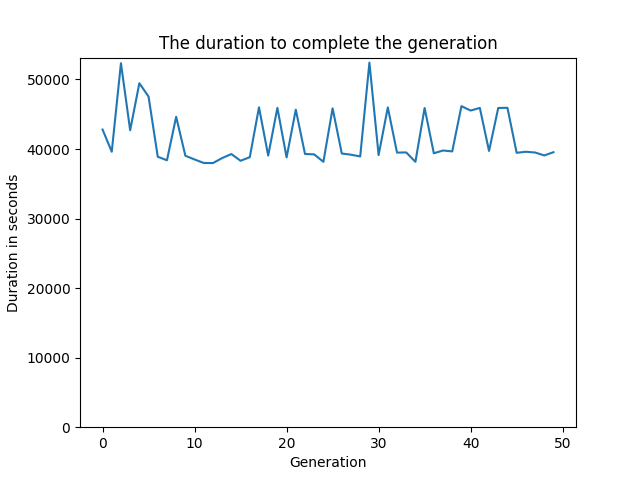 The duration to complete the generation
50000
40000
30000
20000
10000
0
Duration in seconds
0 10 20 30 40 50
Generation